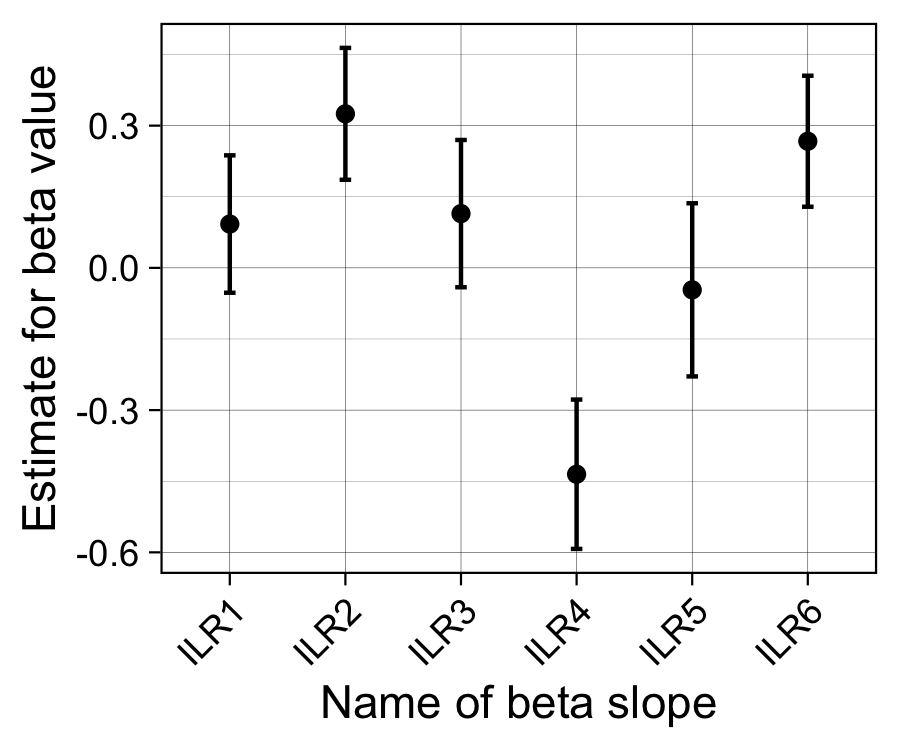 Estimate for beta value
0.3
0.0
-0.3
-0.6
ILR1
ILR2
ILR3
ILR4
ILR5
ILR6
Name of beta slope